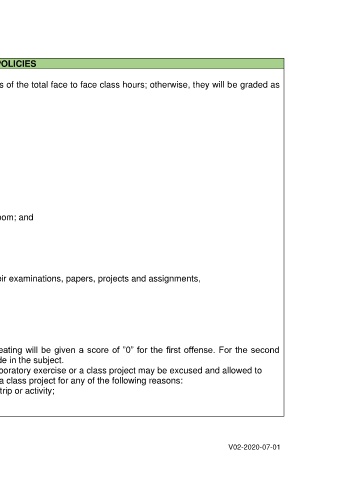 POLICIES
s of the total face to face class hours; otherwise, they will be graded as
oom; and
eir examinations, papers, projects and assignments,
eating will be given a score of "0" for the first offense. For the second
de in the subject.
boratory exercise or a class project may be excused and allowed to
a class project for any of the following reasons:
trip or activity;
V02-2020-07-01